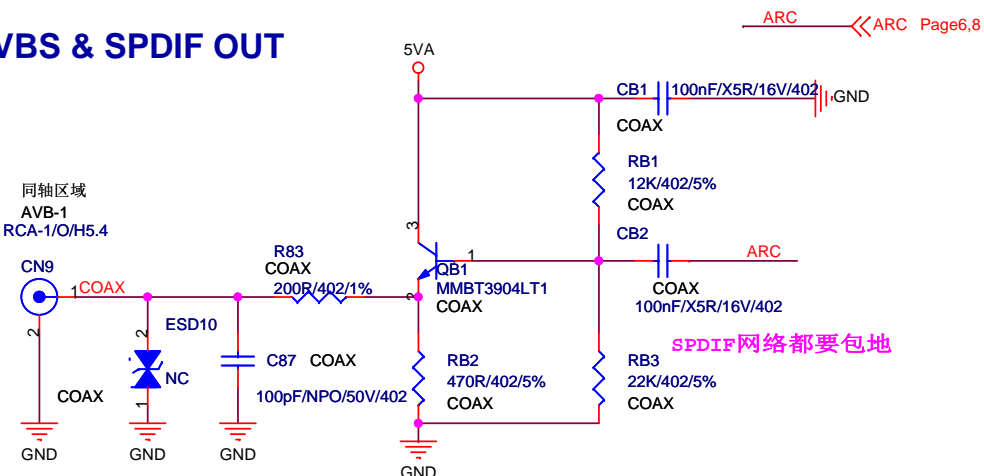 VBS & SPDIF OUT
ARC
ARC Page6,8
5VA
CB1
100nF/X5R/16V/402
GND
COAX
RB1
12K/402/5%
COAX
同轴区域
AVB-1
RCA-1/O/H5.4
CN9
1
COAX
2
R83
COAX
200R/402/1%
3
1
2
QB1
MMBT3904LT1
COAX
CB2
ARC
COAX
100nF/X5R/16V/402
SPDIF网络都要包地
ESD10
2
NC
1
COAX
C87
COAX
100pF/NPO/50V/402
RB2
470R/402/5%
COAX
RB3
22K/402/5%
COAX
GND
GND
GND
GND